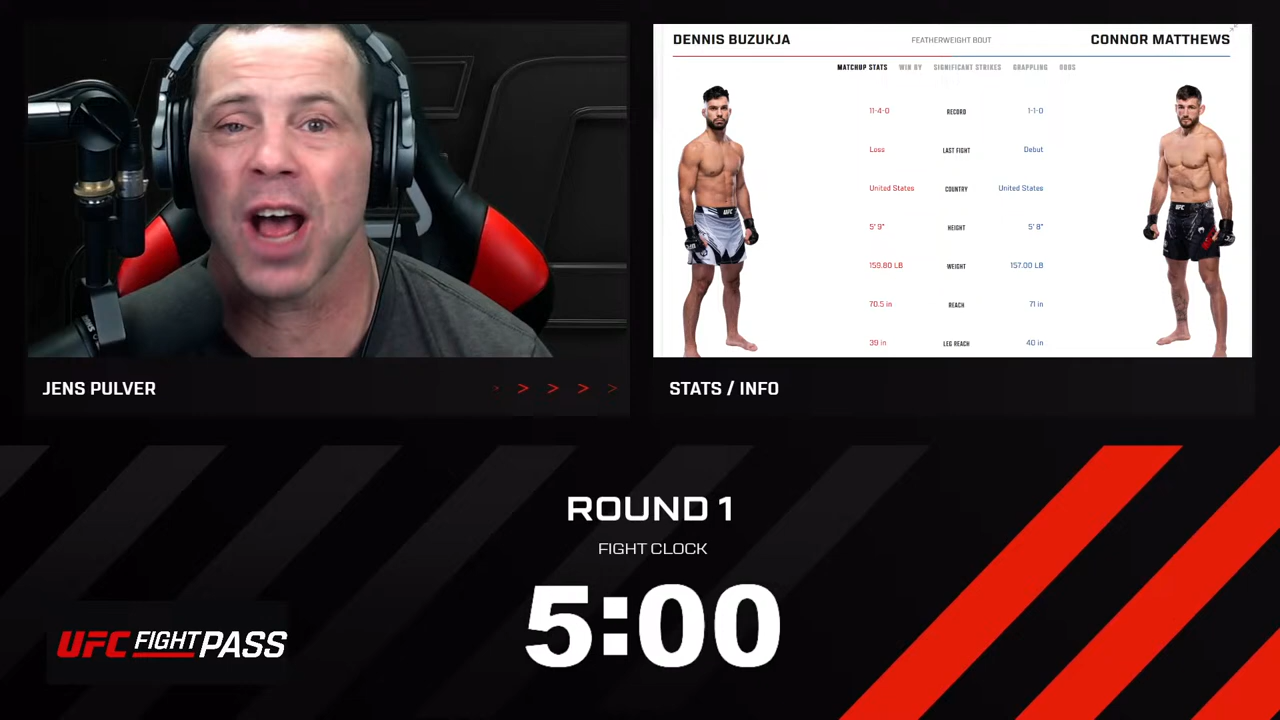 DENNIS BUZUKJA
FEATHERWEIGHT BOUT
CONNOR MATTHEWS
MATCHUP STATS WIN BY SIGNIFICANT STRIKES GRAPPLING ODDS
11-4-0 RECORD 1-1-0
Loss LAST FIGHT Debut
United States COUNTRY United States
5' 9" HEIGHT 5' 8"
159.80 LB WEIGHT 157.00 LB
70.5 in REACH 71 in
39 in LEG REACH 40 in
UFC
UFC
JENS PULVER
STATS / INFO
ROUND 1
FIGHT CLOCK
5:00
UFC FIGHT PASS